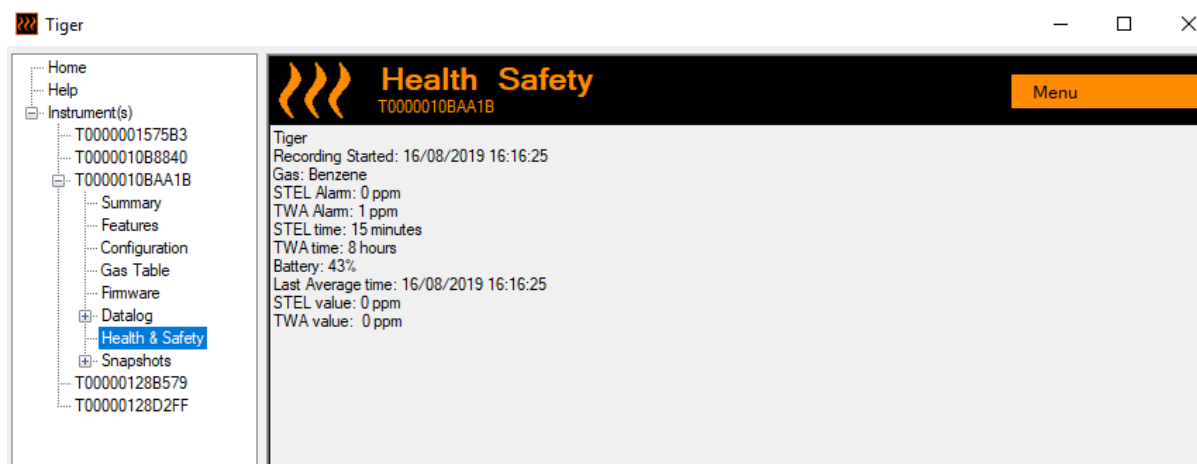 Tiger
Home
Help
Instrument(s)
T0000001575B3
T0000010B8840
T0000010BAA1B
Summary
Features
Configuration
Gas Table
Firmware
Datalog
Health & Safety
Snapshots
T00000128B579
T00000128D2FF
Health Safety
T0000010BAA1B
Menu
Tiger
Recording Started: 16/08/2019 16:16:25
Gas: Benzene
STEL Alarm: 0 ppm
TWA Alarm: 1 ppm
STEL time: 15 minutes
TWA time: 8 hours
Battery: 43%
Last Average time: 16/08/2019 16:16:25
STEL value: 0 ppm
TWA value: 0 ppm